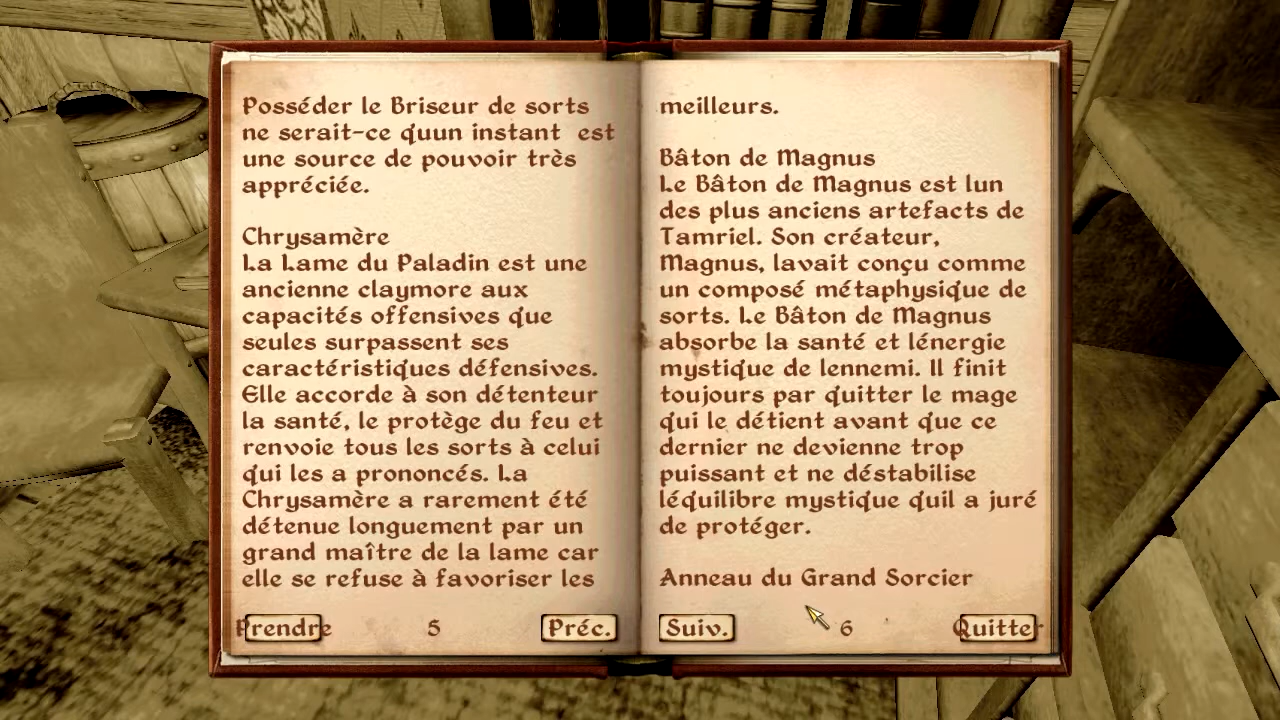 Posséder le Briseur de sorts
ne serait-ce quun instant est
une source de pouvoir très
appréciée.
Chrysamère
La Lame du Paladin est une
ancienne claymore aux
capacités offensives que
seules surpassent ses
caractéristiques défensives.
Elle accorde à son détenteur
la santé, le protège du feu et
renvoie tous les sorts à celui
qui les a prononcés. La
Chrysamère a rarement été
détenue longuement par un
grand maître de la lame car
elle se refuse à favoriser les
meilleurs.
Bâton de Magnus
Le Bâton de Magnus est lun
des plus anciens artefacts de
Tamriel. Son créateur,
Magnus, lavait conçu comme
un composé métaphysique de
sorts. Le Bâton de Magnus
absorbe la santé et lénergie
mystique de lennemi. Il finit
toujours par quitter le mage
qui le détient avant que ce
dernier ne devienne trop
puissant et ne déstabilise
léquilibre mystique quil a juré
de protéger.
Anneau du Grand Sorcier
Prendre 5 Préc. Suiv. 6 Quitter